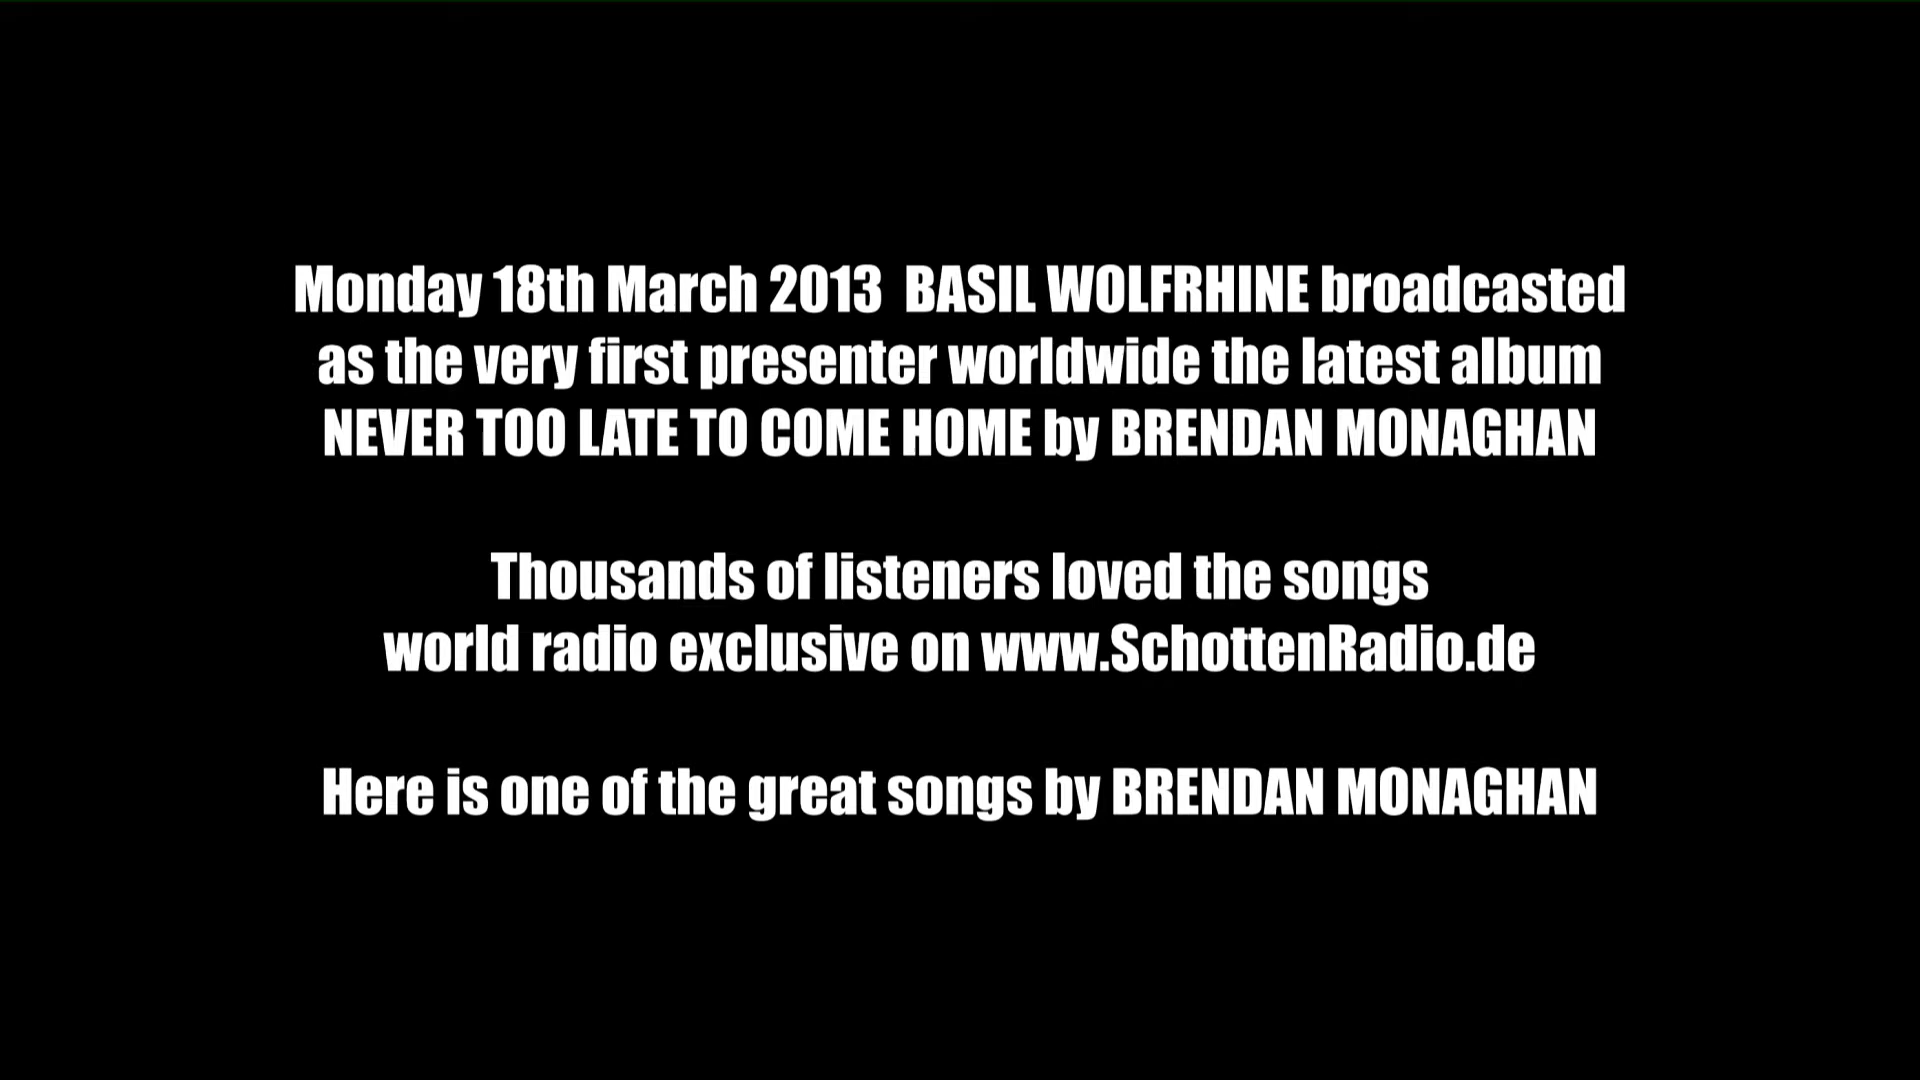 Monday 18th March 2013  BASIL WOLFRHINE broadcasted
as the very first presenter worldwide the latest album
NEVER TOO LATE TO COME HOME by BRENDAN MONAGHAN
Thousands of listeners loved the songs
world radio exclusive on www.SchottenRadio.de
Here is one of the great songs by BRENDAN MONAGHAN